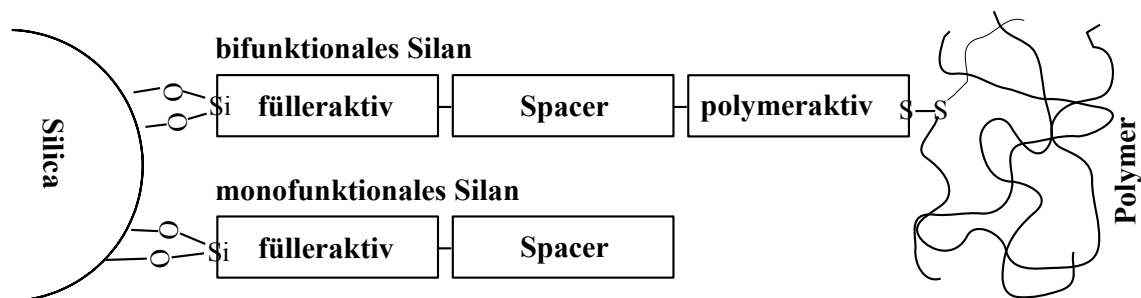 bifunktionales Silan
Silica
O
O
Si
fülleraktiv
Spacer
polymeraktiv
S
S
Polymer
monofunktionales Silan
O
O
Si
fülleraktiv
Spacer